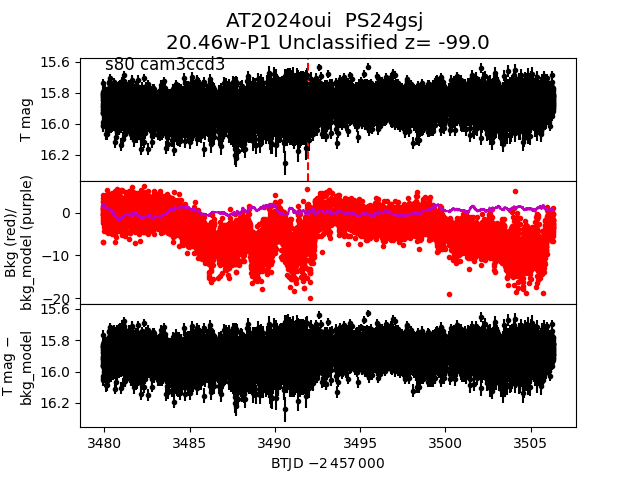 AT2024oui  PS24gsj
20.46w-P1 Unclassified z= -99.0
s80 cam3ccd3
15.6
15.8
16.0
16.2
T mag
0
−10
−20
Bkg (red)/
bkg_model (purple)
15.6
15.8
16.0
16.2
T mag −
bkg_model
3480
3485
3490
3495
3500
3505
BTJD −2 457 000